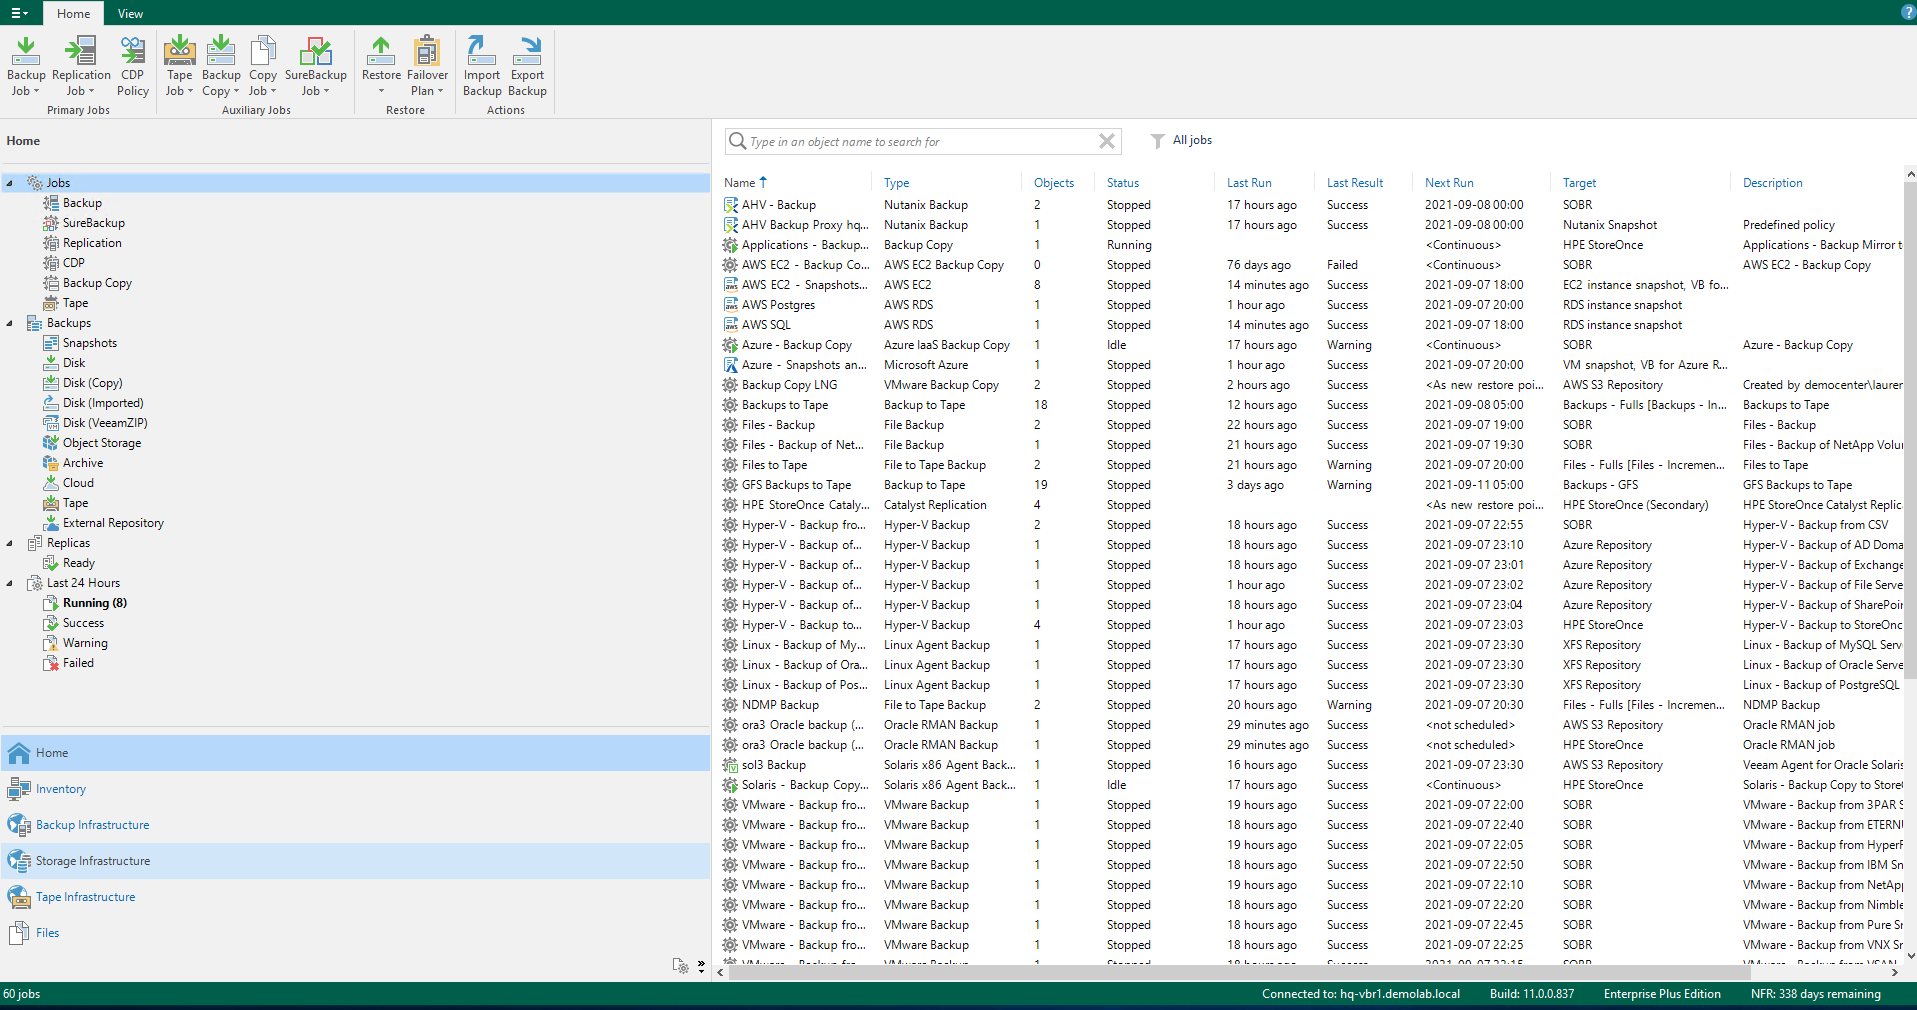 Home View
Backup Job Replication Job CDP Policy Tape Job Backup Copy Copy Job SureBackup Job Restore Failover Plan Import Backup Export Backup
Primary Jobs Auxiliary Jobs Restore Actions
Home
Jobs
Backup
SureBackup
Replication
CDP
Backup Copy
Tape
Backups
Snapshots
Disk
Disk (Copy)
Disk (Imported)
Disk (VeeamZIP)
Object Storage
Archive
Cloud
Tape
External Repository
Replicas
Ready
Last 24 Hours
Running (8)
Success
Warning
Failed
Home
Inventory
Backup Infrastructure
Storage Infrastructure
Tape Infrastructure
Files
Type in an object name to search for All jobs
Name Type Objects Status Last Run Last Result Next Run Target Description
AHV - Backup Nutanix Backup 2 Stopped 17 hours ago Success 2021-09-08 00:00 SOBR
AHV Backup Proxy hq... Nutanix Backup 1 Stopped 17 hours ago Success 2021-09-08 00:00 Nutanix Snapshot Predefined policy
Applications - Backup... Backup Copy 1 Running <Continuous> HPE StoreOnce Applications - Backup Mirror t
AWS EC2 - Backup Co... AWS EC2 Backup Copy 0 Stopped 76 days ago Failed <Continuous> SOBR AWS EC2 - Backup Copy
AWS EC2 - Snapshots... AWS EC2 8 Stopped 14 minutes ago Success 2021-09-07 18:00 EC2 instance snapshot, VB fo...
AWS Postgres AWS RDS 1 Stopped 1 hour ago Success 2021-09-07 20:00 RDS instance snapshot
AWS SQL AWS RDS 1 Stopped 14 minutes ago Success 2021-09-07 18:00 RDS instance snapshot
Azure - Backup Copy Azure IaaS Backup Copy 1 Idle 17 hours ago Warning <Continuous> SOBR Azure - Backup Copy
Azure - Snapshots an... Microsoft Azure 1 Stopped 1 hour ago Success 2021-09-07 20:00 VM snapshot, VB for Azure R...
Backup Copy LNG VMware Backup Copy 2 Stopped 2 hours ago Success <As new restore poi... AWS S3 Repository Created by democenter\lauren
Backups to Tape Backup to Tape 18 Stopped 12 hours ago Success 2021-09-08 05:00 Backups - Fulls [Backups - In... Backups to Tape
Files - Backup File Backup 2 Stopped 22 hours ago Success 2021-09-07 19:00 SOBR Files - Backup
Files - Backup of Net... File Backup 1 Stopped 21 hours ago Success 2021-09-07 19:30 SOBR Files - Backup of NetApp Volu
Files to Tape File to Tape Backup 2 Stopped 21 hours ago Warning 2021-09-07 20:00 Files - Fulls [Files - Incremen... Files to Tape
GFS Backups to Tape Backup to Tape 19 Stopped 3 days ago Warning 2021-09-11 05:00 Backups - GFS GFS Backups to Tape
HPE StoreOnce Cataly... Catalyst Replication 4 Stopped <As new restore poi... HPE StoreOnce (Secondary) HPE StoreOnce Catalyst Replic
Hyper-V - Backup fro... Hyper-V Backup 2 Stopped 18 hours ago Success 2021-09-07 22:55 SOBR Hyper-V - Backup from CSV
Hyper-V - Backup of... Hyper-V Backup 1 Stopped 18 hours ago Success 2021-09-07 23:10 Azure Repository Hyper-V - Backup of AD Doma
Hyper-V - Backup of... Hyper-V Backup 1 Stopped 18 hours ago Success 2021-09-07 23:01 Azure Repository Hyper-V - Backup of Exchange
Hyper-V - Backup of... Hyper-V Backup 1 Stopped 1 hour ago Success 2021-09-07 23:02 Azure Repository Hyper-V - Backup of File Serve
Hyper-V - Backup of... Hyper-V Backup 1 Stopped 18 hours ago Success 2021-09-07 23:04 Azure Repository Hyper-V - Backup of SharePoi
Hyper-V - Backup to... Hyper-V Backup 4 Stopped 1 hour ago Success 2021-09-07 23:03 HPE StoreOnce Hyper-V - Backup to StoreOnc
Linux - Backup of My... Linux Agent Backup 1 Stopped 17 hours ago Success 2021-09-07 23:30 XFS Repository Linux - Backup of MySQL Serv
Linux - Backup of Ora... Linux Agent Backup 1 Stopped 17 hours ago Success 2021-09-07 23:30 XFS Repository Linux - Backup of Oracle Serve
Linux - Backup of Pos... Linux Agent Backup 1 Stopped 17 hours ago Success 2021-09-07 23:30 XFS Repository Linux - Backup of PostgreSQL
NDMP Backup File to Tape Backup 2 Stopped 20 hours ago Warning 2021-09-07 20:30 Files - Fulls [Files - Incremen... NDMP Backup
ora3 Oracle backup (... Oracle RMAN Backup 1 Stopped 29 minutes ago Success <not scheduled> AWS S3 Repository Oracle RMAN job
ora3 Oracle backup (... Oracle RMAN Backup 1 Stopped 29 minutes ago Success <not scheduled> HPE StoreOnce Oracle RMAN job
sol3 Backup Solaris x86 Agent Back... 1 Stopped 16 hours ago Success 2021-09-07 23:30 AWS S3 Repository Veeam Agent for Oracle Solaris
Solaris - Backup Copy... Solaris x86 Agent Back... 1 Idle 17 hours ago Success <Continuous> HPE StoreOnce Solaris - Backup Copy to Store
VMware - Backup fro... VMware Backup 1 Stopped 19 hours ago Success 2021-09-07 22:00 SOBR VMware - Backup from 3PAR S
VMware - Backup fro... VMware Backup 1 Stopped 18 hours ago Success 2021-09-07 22:40 SOBR VMware - Backup from ETERN
VMware - Backup fro... VMware Backup 1 Stopped 19 hours ago Success 2021-09-07 22:05 SOBR VMware - Backup from HyperF
VMware - Backup fro... VMware Backup 1 Stopped 18 hours ago Success 2021-09-07 22:50 SOBR VMware - Backup from IBM Sn
VMware - Backup fro... VMware Backup 1 Stopped 19 hours ago Success 2021-09-07 22:10 SOBR VMware - Backup from NetApp
VMware - Backup fro... VMware Backup 1 Stopped 18 hours ago Success 2021-09-07 22:20 SOBR VMware - Backup from Nimble
VMware - Backup fro... VMware Backup 1 Stopped 18 hours ago Success 2021-09-07 22:45 SOBR VMware - Backup from Pure Sr
VMware - Backup fro... VMware Backup 1 Stopped 18 hours ago Success 2021-09-07 22:25 SOBR VMware - Backup from VNX Sr
VMware - Backup fro... VMware Backup 1 Stopped 18 hours ago Success 2021-09-07 22:15 SOBR VMware - Backup from VSAN
60 jobs Connected to: hq-vbr1.demolab.local Build: 11.0.0.837 Enterprise Plus Edition NFR: 338 days remaining